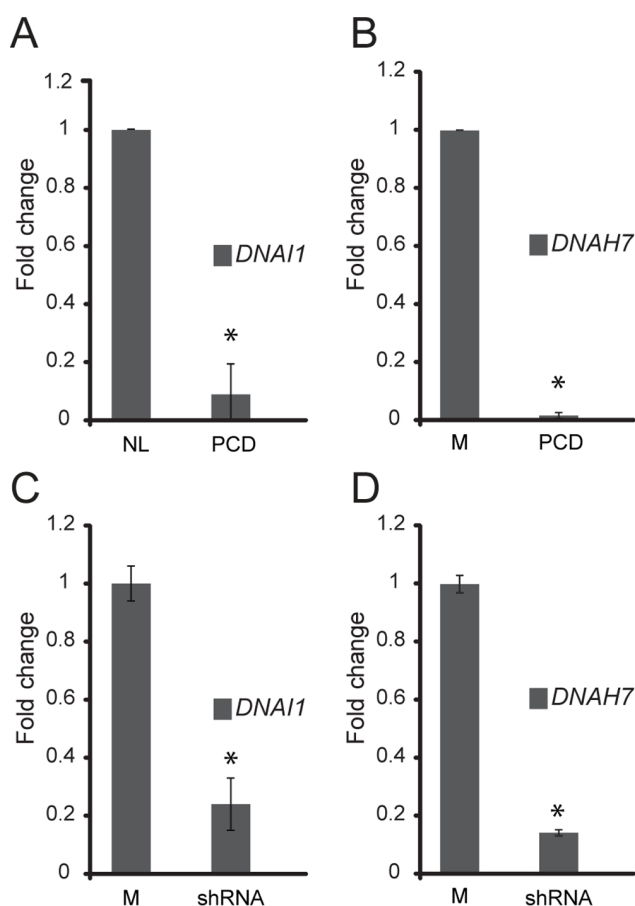 A
Fold change
1.2
1
0.8
0.6
0.4
0.2
0
DNAI1
*
NL PCD
B
Fold change
1.2
1
0.8
0.6
0.4
0.2
0
DNAH7
*
M PCD
C
Fold change
1.2
1
0.8
0.6
0.4
0.2
0
DNAI1
*
M shRNA
D
Fold change
1.2
1
0.8
0.6
0.4
0.2
0
DNAH7
*
M shRNA